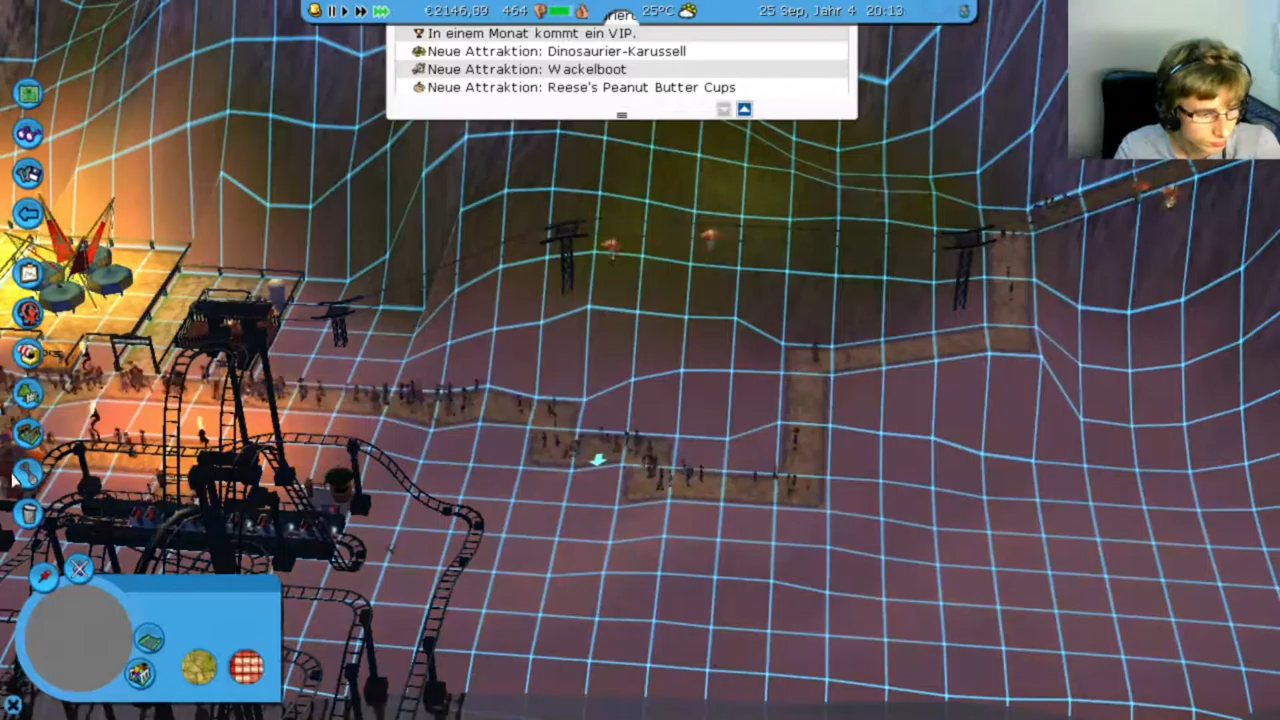 €2146,89 464 25°C 25 Sep, Jahr 4 20:13
In einem Monat kommt ein VIP.
Neue Attraktion: Dinosaurier-Karussell
Neue Attraktion: Wackelboot
Neue Attraktion: Reese's Peanut Butter Cups